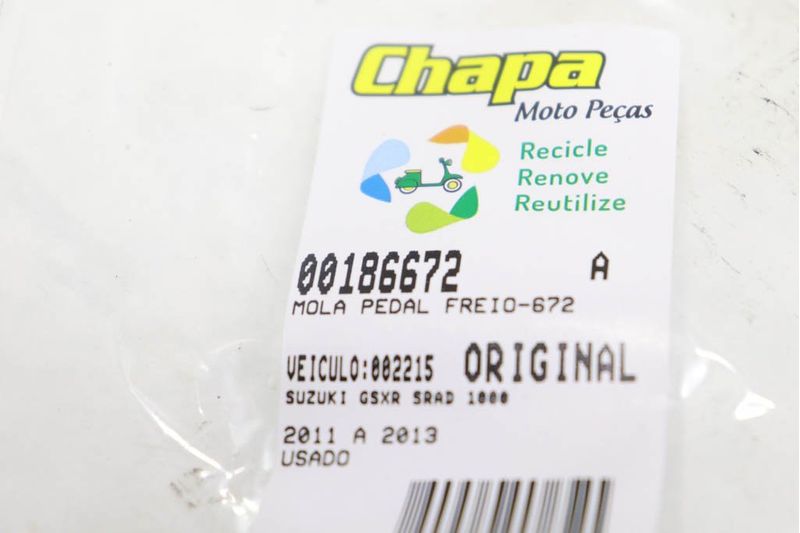 Chapa
Moto Peças
Recicle
Renove
Reutilize
00186672 A
MOLA PEDAL FREIO-672
VEICULO:002215 ORIGINAL
SUZUKI GSXR SRAD 1000
2011 A 2013
USADO